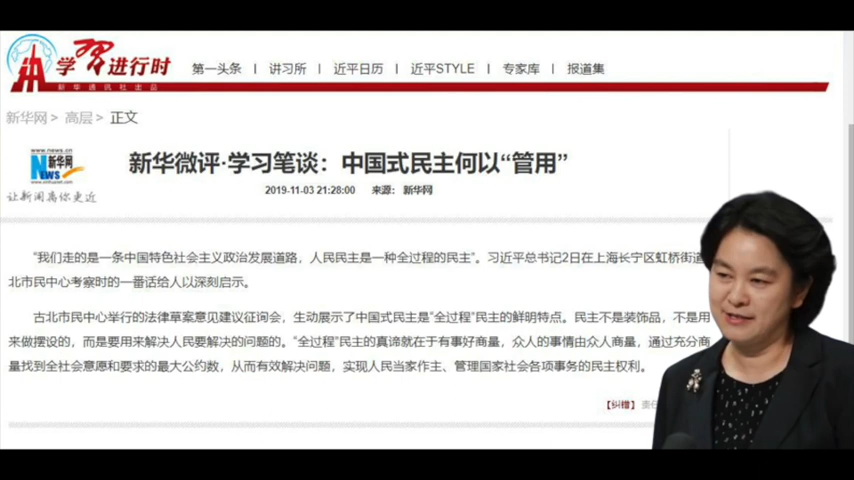 学习进行时
新华通讯社出品
第一头条 | 讲习所 | 近平日历 | 近平STYLE | 专家库 | 报道集
新华网> 高层> 正文
www.news.cn
新华网
NEWS
www.xinhuanet.com
让新闻离你更近
新华微评·学习笔谈：中国式民主何以“管用”
2019-11-03 21:28:00 来源： 新华网
“我们走的是一条中国特色社会主义政治发展道路，人民民主是一种全过程的民主”。习近平总书记2日在上海长宁区虹桥街道
北市民中心考察时的一番话给人以深刻启示。
古北市民中心举行的法律草案意见建议征询会，生动展示了中国式民主是“全过程”民主的鲜明特点。民主不是装饰品，不是用
来做摆设的，而是要用来解决人民要解决的问题的。“全过程”民主的真谛就在于有事好商量，众人的事情由众人商量，通过充分商
量找到全社会意愿和要求的最大公约数，从而有效解决问题，实现人民当家作主、管理国家社会各项事务的民主权利。
【纠错】 责